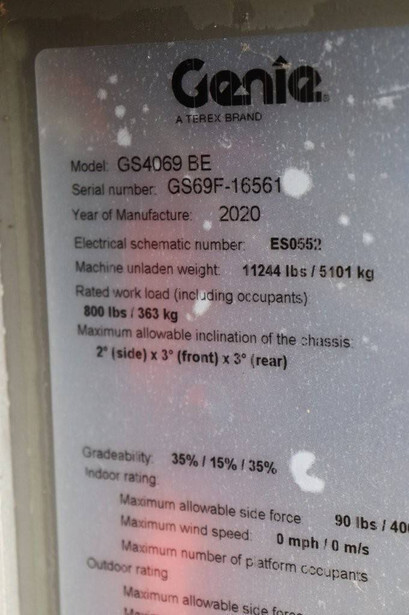 Genie
A TEREX BRAND
Model: GS4069 BE
Serial number: GS69F-16561
Year of Manufacture: 2020
Electrical schematic number: ES0552
Machine unladen weight: 11244 lbs / 5101 kg
Rated work load (including occupants)
800 lbs / 363 kg
Maximum allowable inclination of the chassis:
2° (side) x 3° (front) x 3° (rear)
Gradeability: 35% / 15% / 35%
Indoor rating:
Maximum allowable side force 90 lbs / 400
Maximum wind speed: 0 mph / 0 m/s
Maximum number of platform occupants
Outdoor rating
Maximum allowable side force